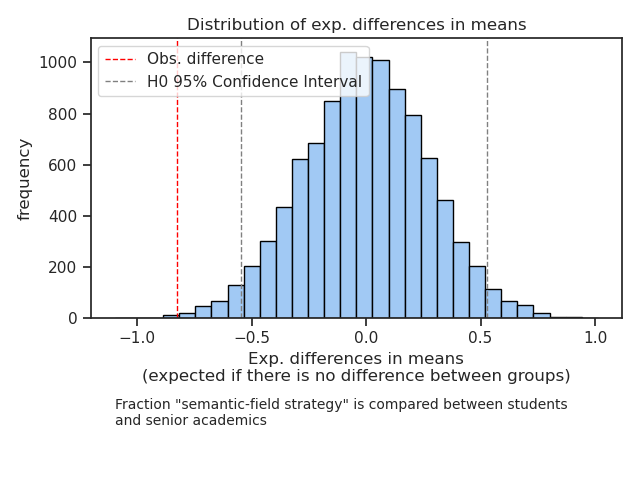 Distribution of exp. differences in means
Obs. difference
H0 95% Confidence Interval
frequency
1000
800
600
400
200
0
−1.0 −0.5 0.0 0.5 1.0
Exp. differences in means
(expected if there is no difference between groups)
Fraction "semantic-field strategy" is compared between students
and senior academics